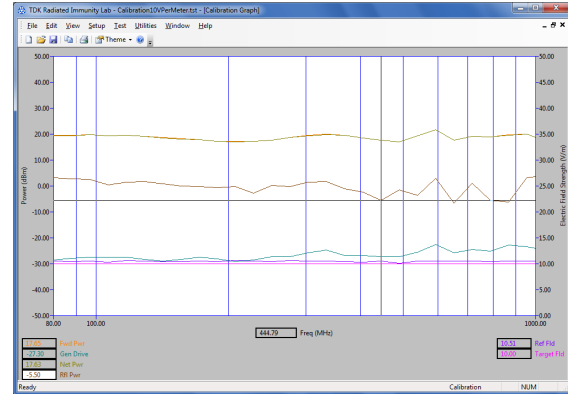 TDK Radiated Immunity Lab - Calibration10VPerMeter.tst - [Calibration Graph]
File Edit View Setup Test Utilities Window Help
Theme
50.00 50.00
40.00 45.00
30.00 40.00
20.00 35.00
10.00 30.00
0.00 25.00
-10.00 20.00
-20.00 15.00
-30.00 10.00
-40.00 5.00
-50.00 0.00
Power (dBm)
Electric Field Strength (V/m)
80.00 100.00 1000.00
444.79 Freq (MHz)
Fwd Pwr 10.51 Ref Fld
-27.30 Gen Drive 10.00 Target Fld
17.63 Net Pwr
-5.50 Rfl Pwr
Ready Calibration NUM